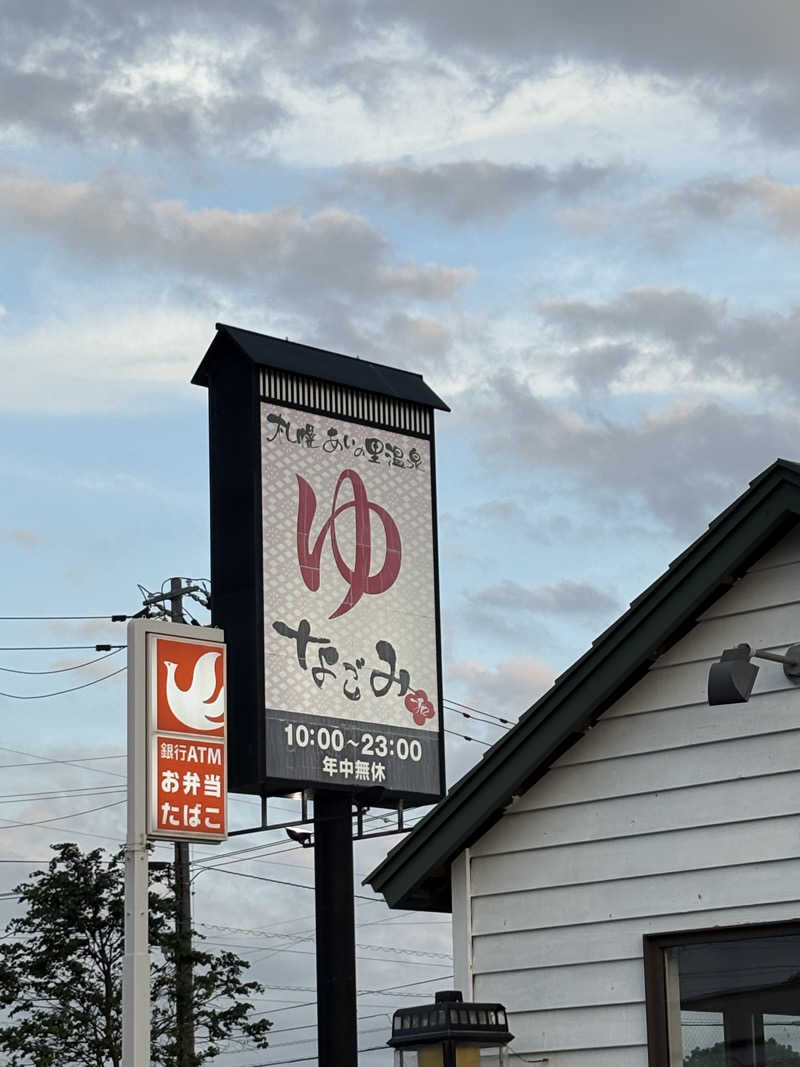 札幌あいの里温泉
ゆ
なごみ
10:00～23:00
年中無休
銀行ATM
お弁当
たばこ